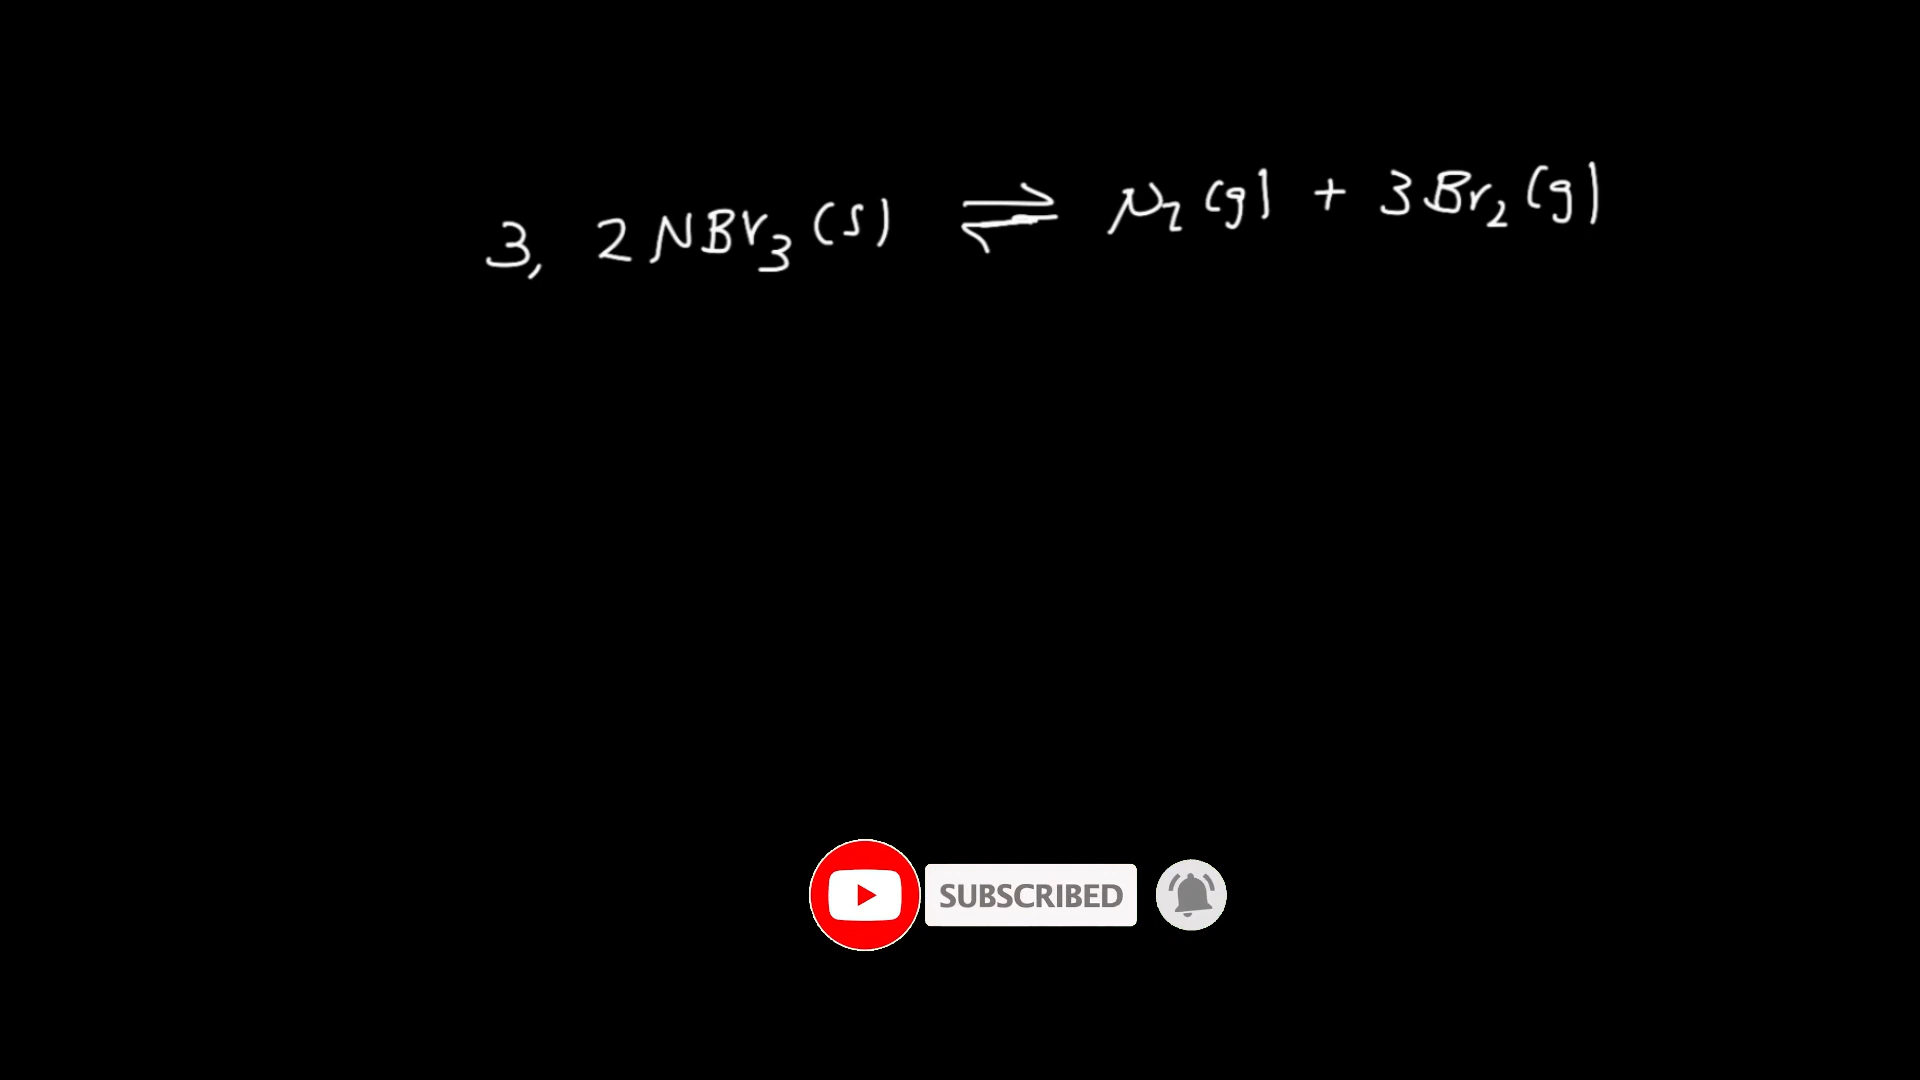 3, 2NBr₃(s) ⇌ N₂(g) + 3Br₂(g)
SUBSCRIBED